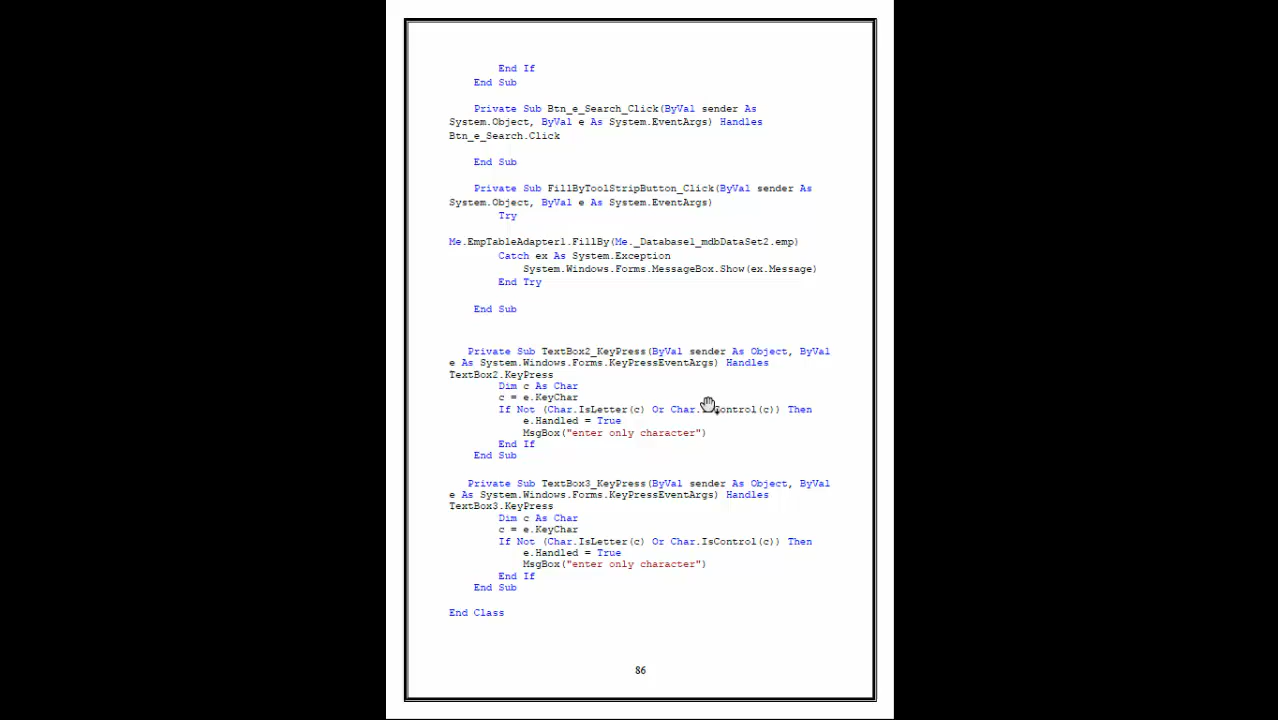 End If
End Sub
Private Sub Btn_e_Search_Click(ByVal sender As
System.Object, ByVal e As System.EventArgs) Handles
Btn_e_Search.Click
End Sub
Private Sub FillByToolStripButton_Click(ByVal sender As
System.Object, ByVal e As System.EventArgs)
Try
Me.EmpTableAdapter1.FillBy(Me._Database1_mdbDataSet2.emp)
Catch ex As System.Exception
System.Windows.Forms.MessageBox.Show(ex.Message)
End Try
End Sub
Private Sub TextBox2_KeyPress(ByVal sender As Object, ByVal
e As System.Windows.Forms.KeyPressEventArgs) Handles
TextBox2.KeyPress
Dim c As Char
c = e.KeyChar
If Not (Char.IsLetter(c) Or Char.IsControl(c)) Then
e.Handled = True
MsgBox("enter only character")
End If
End Sub
Private Sub TextBox3_KeyPress(ByVal sender As Object, ByVal
e As System.Windows.Forms.KeyPressEventArgs) Handles
TextBox3.KeyPress
Dim c As Char
c = e.KeyChar
If Not (Char.IsLetter(c) Or Char.IsControl(c)) Then
e.Handled = True
MsgBox("enter only character")
End If
End Sub
End Class
86